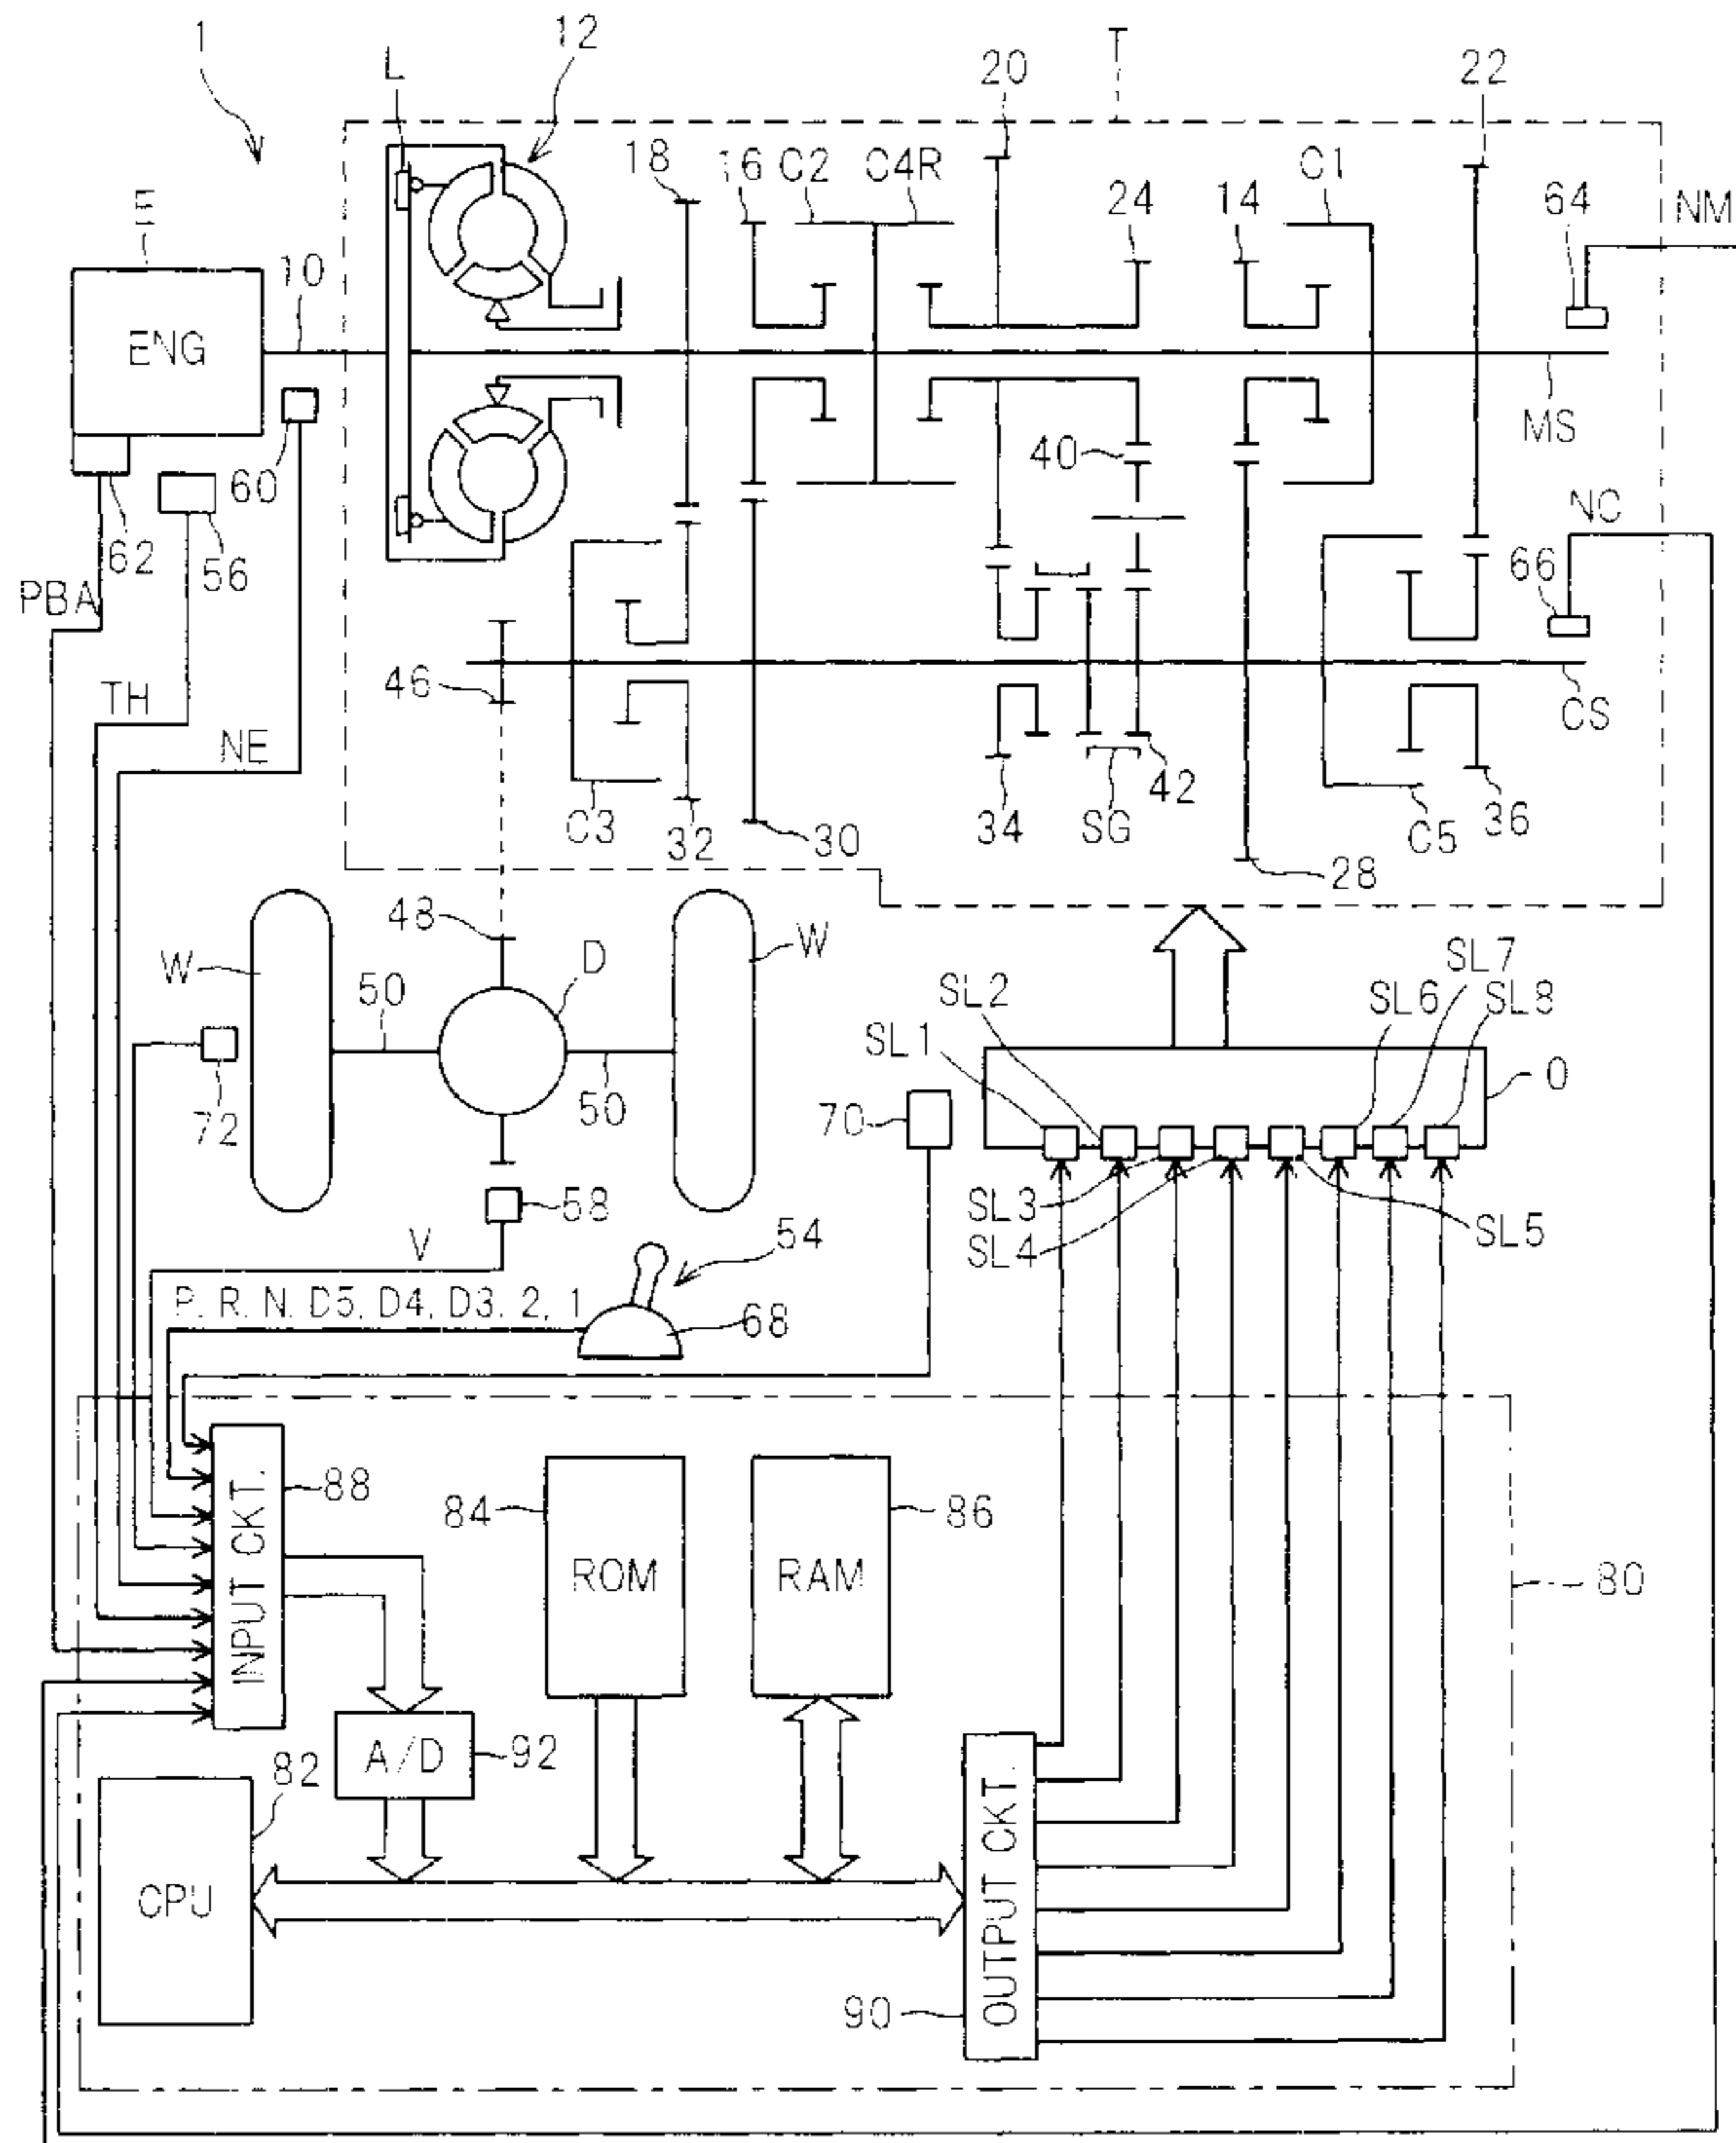 1
L
12
T
20
22
18
16
C2
C4R
C1
24
14
64
NM
E
10
ENG
MS
40
60
NC
62
56
66
PBA
46
TH
CS
NE
C3
32
30
34
SG
42
C5
36
28
48
W
D
W
50
SL7
SL2
SL6
SL8
SL1
O
72
50
70
58
SL3
SL5
SL4
V
54
P, R, N, D5, D4, D3, 2, 1
68
INPUT CKT.
88
84
86
ROM
RAM
80
A/D
92
82
CPU
OUTPUT CKT.
90